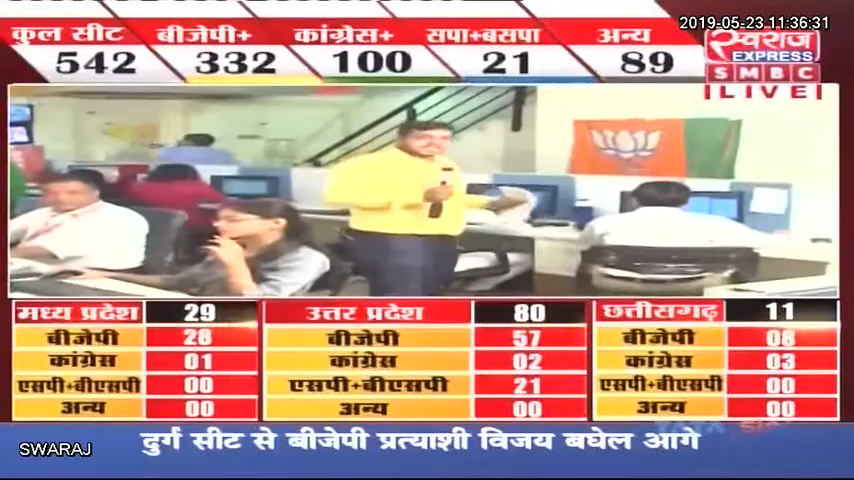 2019-05-23 11:36:31
कुल सीट बीजेपी+ कांग्रेस+ सपा+बसपा अन्य
542 332 100 21 89
स्वराज
EXPRESS
SMBC
LIVE
मध्य प्रदेश 29
बीजेपी 28
कांग्रेस 01
एसपी+बीएसपी 00
अन्य 00
उत्तर प्रदेश 80
बीजेपी 57
कांग्रेस 02
एसपी+बीएसपी 21
अन्य 00
छत्तीसगढ़ 11
बीजेपी 08
कांग्रेस 03
एसपी+बीएसपी 00
अन्य 00
दुर्ग सीट से बीजेपी प्रत्याशी विजय बघेल आगे
SWARAJ